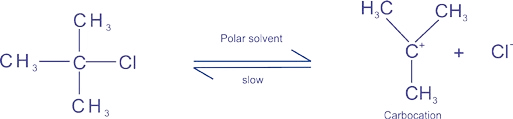 CH3
CH3 C Cl
CH3
Polar solvent
slow
H3C CH3
C+ + Cl-
CH3
Carbocation